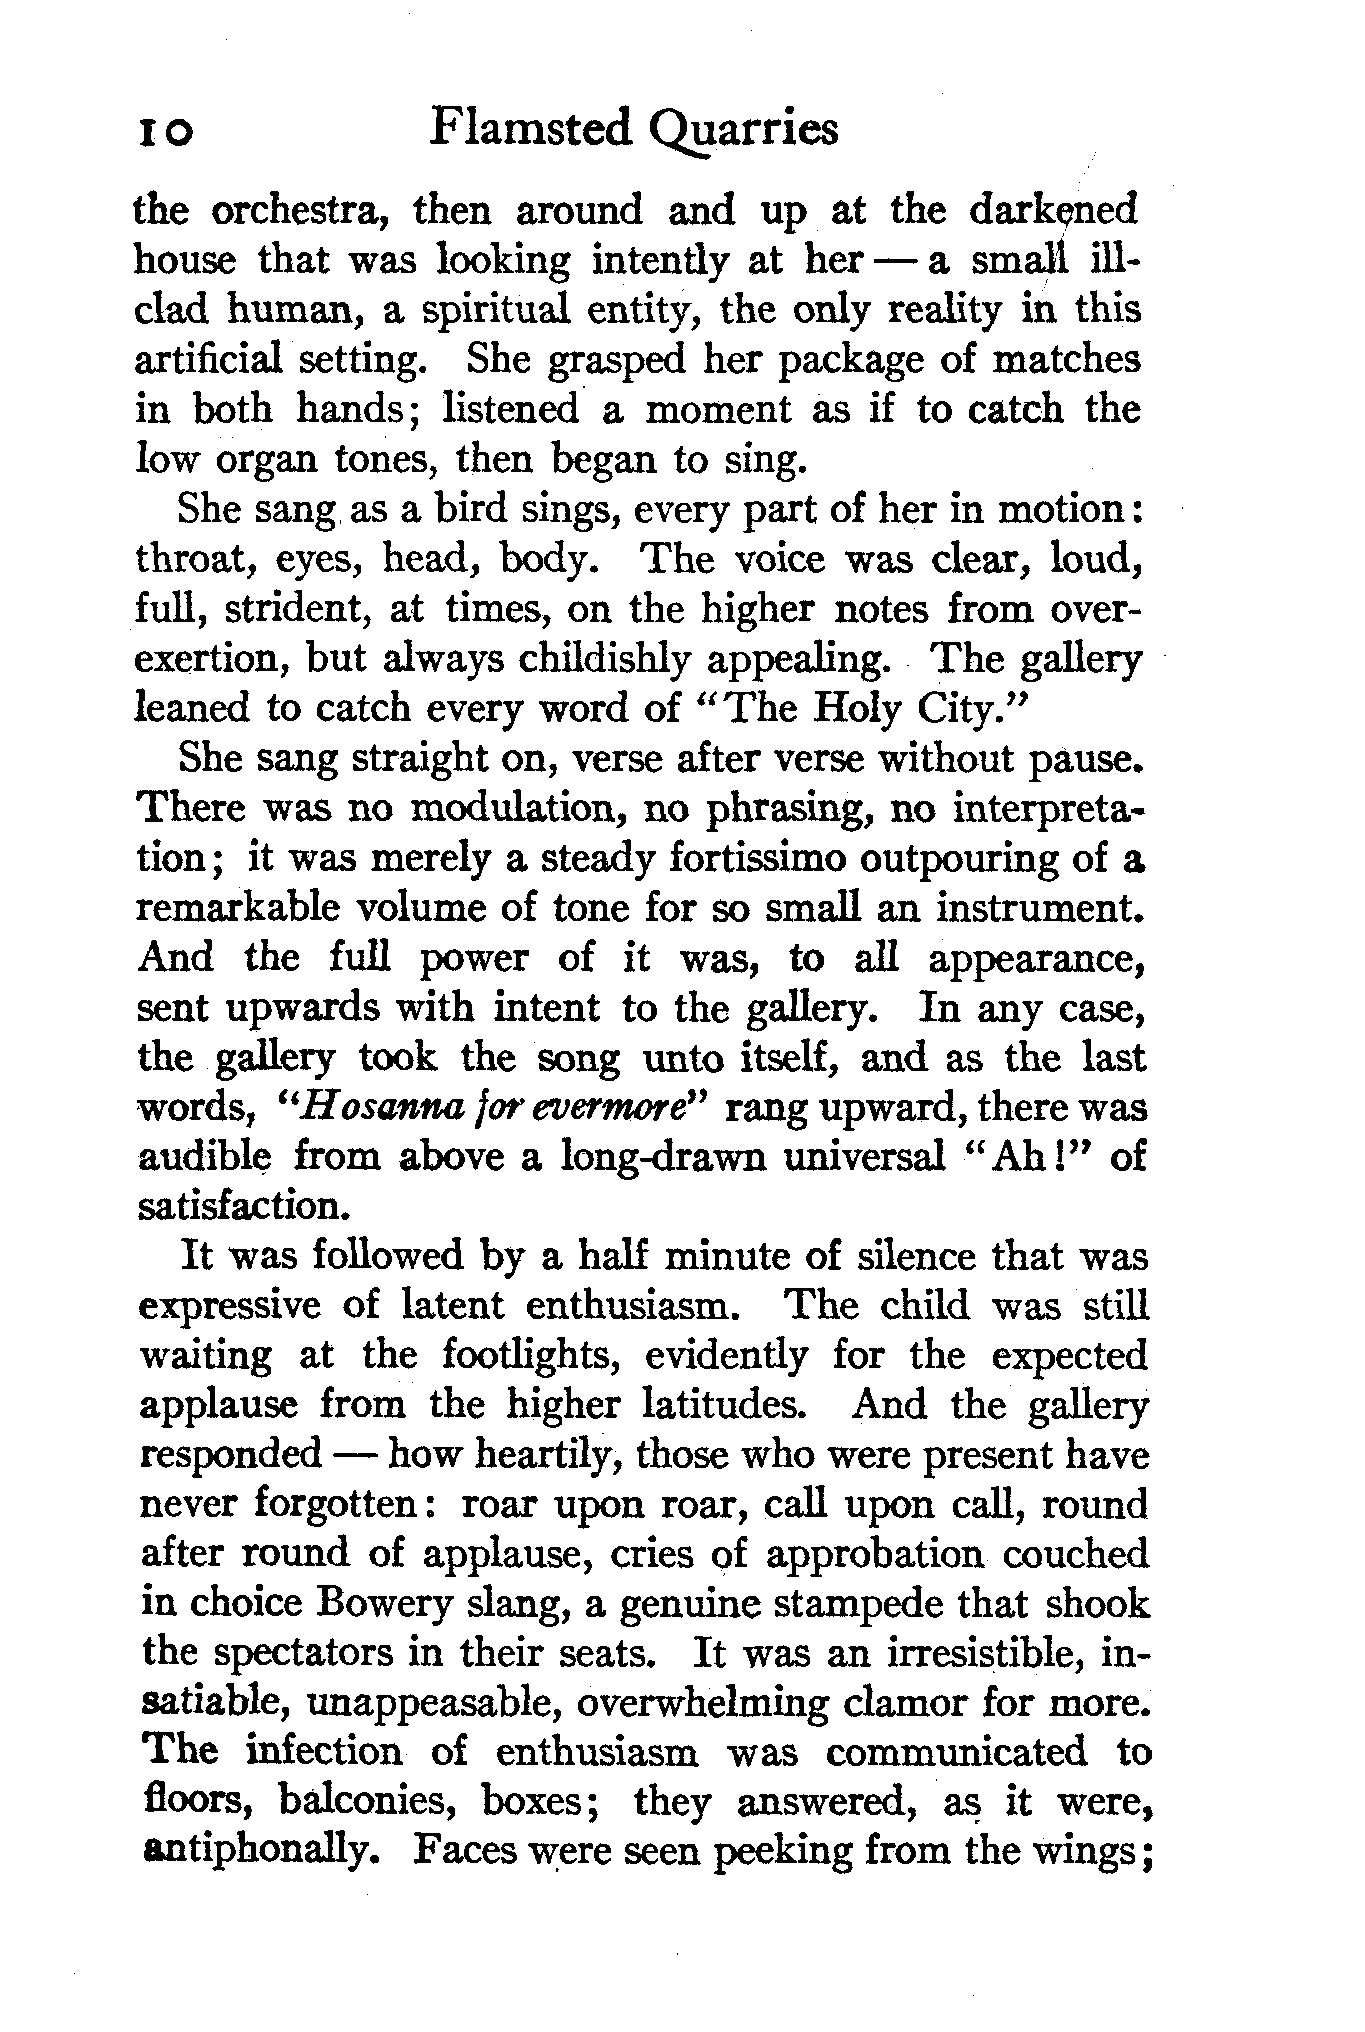 10 Flamsted Quarries
the orchestra, then around and up at the darkened
house that was looking intently at her — a small ill-
clad human, a spiritual entity, the only reality in this
artificial setting. She grasped her package of matches
in both hands; listened a moment as if to catch the
low organ tones, then began to sing.
She sang as a bird sings, every part of her in motion:
throat, eyes, head, body. The voice was clear, loud,
full, strident, at times, on the higher notes from over-
exertion, but always childishly appealing. The gallery
leaned to catch every word of "The Holy City."
She sang straight on, verse after verse without pause.
There was no modulation, no phrasing, no interpreta-
tion; it was merely a steady fortissimo outpouring of a
remarkable volume of tone for so small an instrument.
And the full power of it was, to all appearance,
sent upwards with intent to the gallery. In any case,
the gallery took the song unto itself, and as the last
words, "Hosanna for evermore" rang upward, there was
audible from above a long-drawn universal "Ah!" of
satisfaction.
It was followed by a half minute of silence that was
expressive of latent enthusiasm. The child was still
waiting at the footlights, evidently for the expected
applause from the higher latitudes. And the gallery
responded — how heartily, those who were present have
never forgotten: roar upon roar, call upon call, round
after round of applause, cries of approbation couched
in choice Bowery slang, a genuine stampede that shook
the spectators in their seats. It was an irresistible, in-
satiable, unappeasable, overwhelming clamor for more.
The infection of enthusiasm was communicated to
floors, balconies, boxes; they answered, as it were,
antiphonally. Faces were seen peeking from the wings;